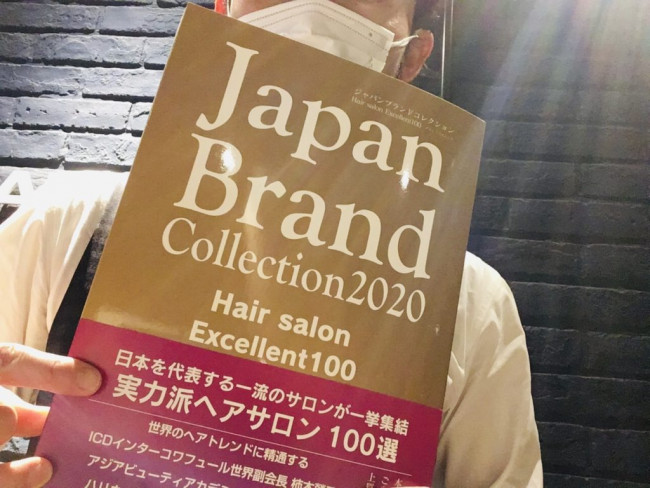 ジャパンブランドコレクション
Hair salon Excellent100
Japan
Brand
Collection2020
Hair salon
Excellent100
日本を代表する一流のサロンが一挙集結
実力派ヘアサロン100選
世界のヘアトレンドに精通する
ICDインターコワフュール世界副会長
アジアビューティアカデ
A